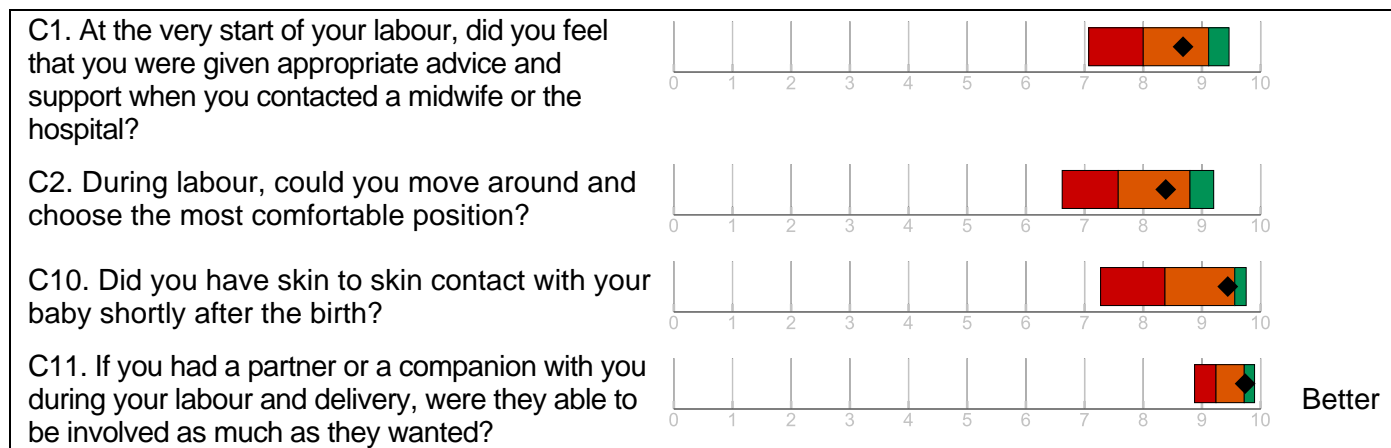 C1. At the very start of your labour, did you feel
that you were given appropriate advice and
support when you contacted a midwife or the
hospital?
0 1 2 3 4 5 6 7 8 9 10
C2. During labour, could you move around and
choose the most comfortable position?
0 1 2 3 4 5 6 7 8 9 10
C10. Did you have skin to skin contact with your
baby shortly after the birth?
0 1 2 3 4 5 6 7 8 9 10
C11. If you had a partner or a companion with you
during your labour and delivery, were they able to
be involved as much as they wanted?
0 1 2 3 4 5 6 7 8 9 10
Better